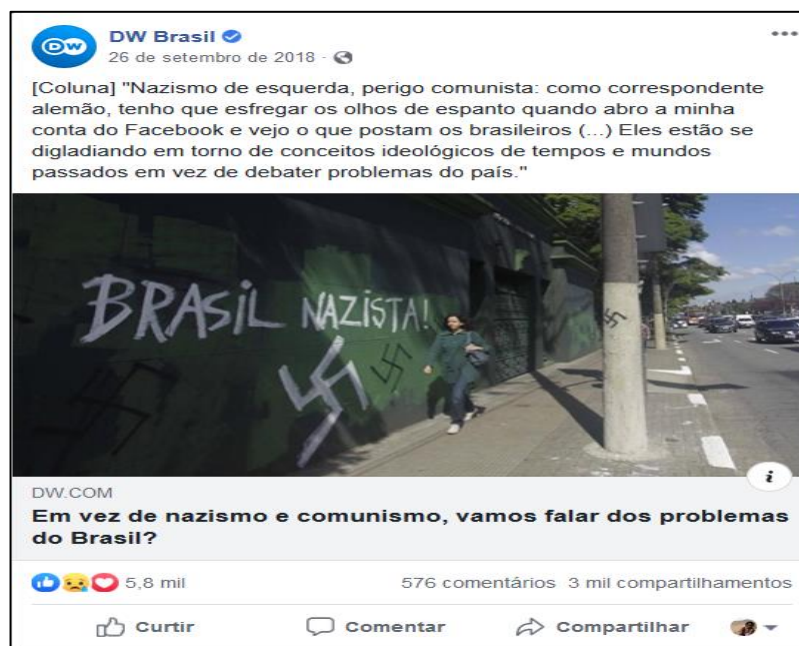 DW DW Brasil
26 de setembro de 2018 ·
[Coluna] "Nazismo de esquerda, perigo comunista: como correspondente
alemão, tenho que esfregar os olhos de espanto quando abro a minha
conta do Facebook e vejo o que postam os brasileiros (...) Eles estão se
digladiando em torno de conceitos ideológicos de tempos e mundos
passados em vez de debater problemas do país."
BRASIL NAZISTA!
i
DW.COM
Em vez de nazismo e comunismo, vamos falar dos problemas
do Brasil?
5,8 mil 576 comentários 3 mil compartilhamentos
Curtir Comentar Compartilhar